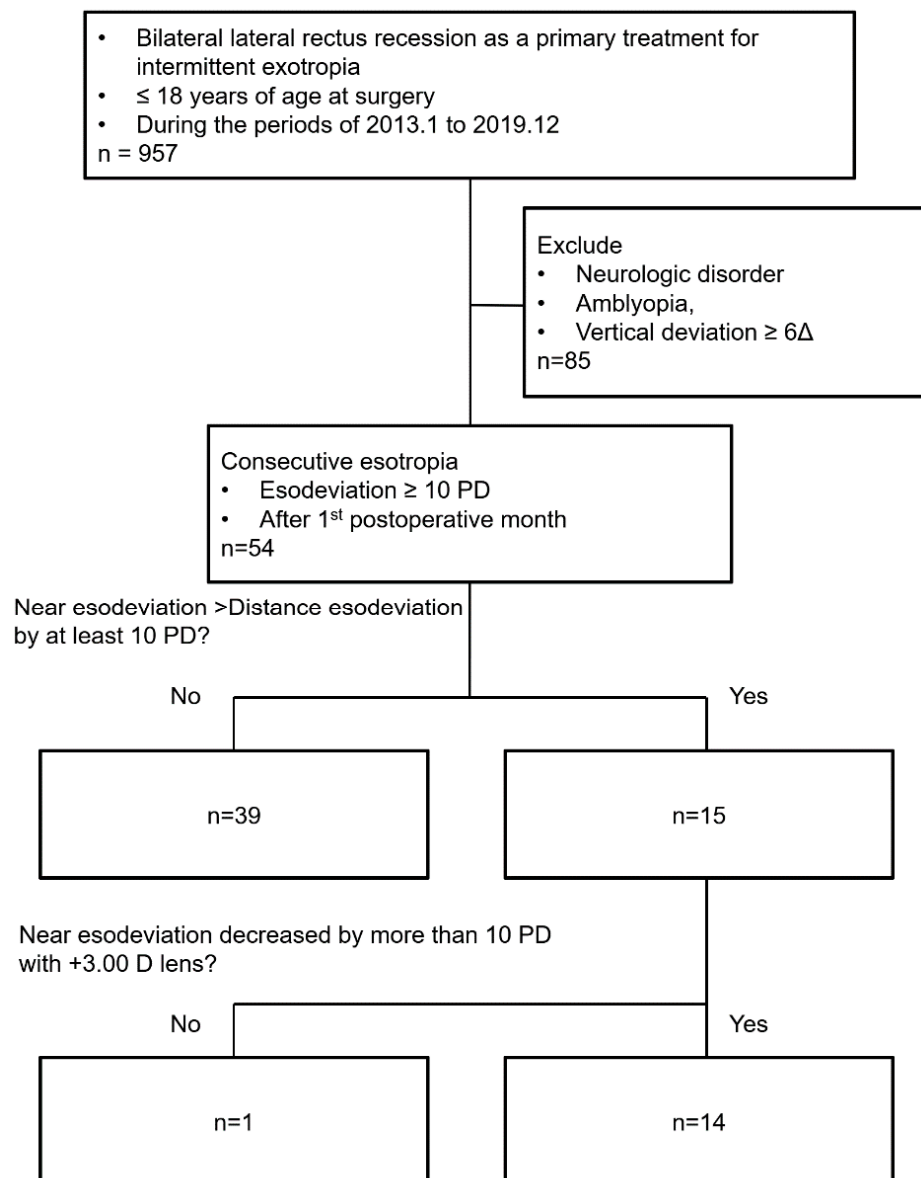 • Bilateral lateral rectus recession as a primary treatment for
intermittent exotropia
• ≤ 18 years of age at surgery
• During the periods of 2013.1 to 2019.12
n = 957
Exclude
• Neurologic disorder
• Amblyopia,
• Vertical deviation ≥ 6Δ
n=85
Consecutive esotropia
• Esodeviation ≥ 10 PD
• After 1st postoperative month
n=54
Near esodeviation >Distance esodeviation
by at least 10 PD?
No
Yes
n=39
n=15
Near esodeviation decreased by more than 10 PD
with +3.00 D lens?
No
Yes
n=1
n=14